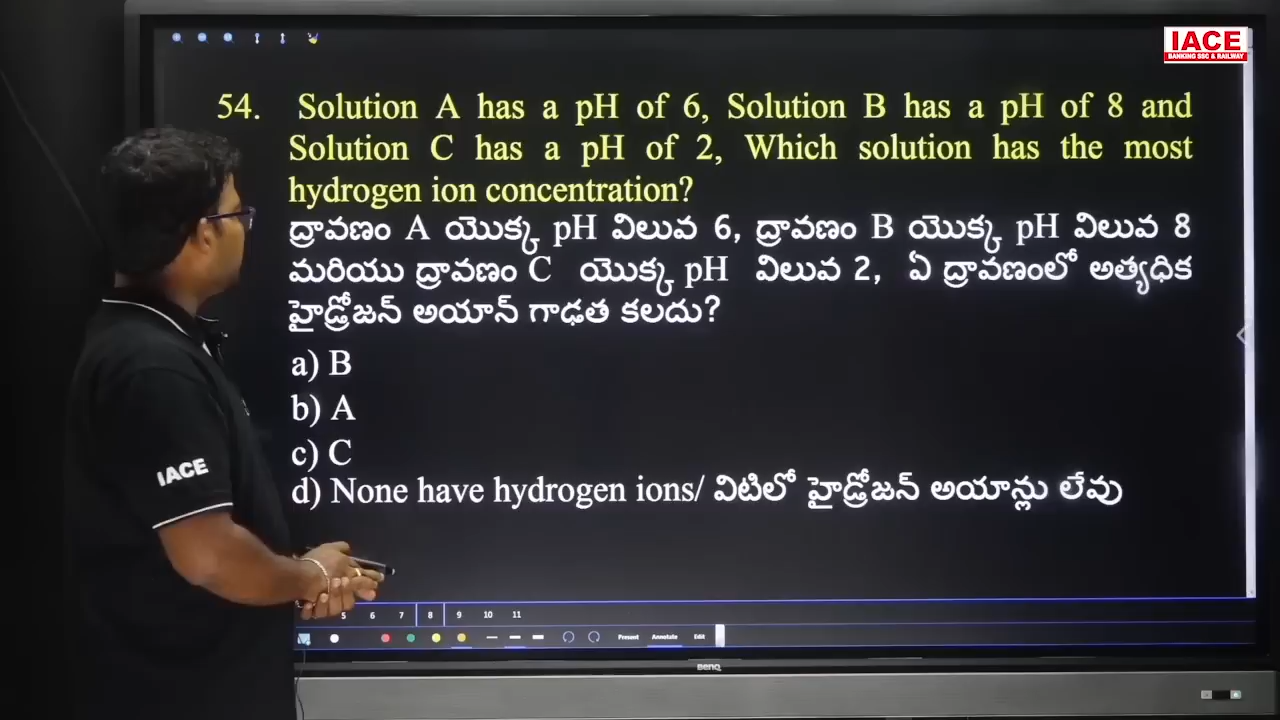 IACE
BANKING SSC & RAILWAY
54. Solution A has a pH of 6, Solution B has a pH of 8 and
Solution C has a pH of 2, Which solution has the most
hydrogen ion concentration?
ద్రావణం A యొక్క pH విలువ 6, ద్రావణం B యొక్క pH విలువ 8
మరియు ద్రావణం C యొక్క pH విలువ 2, ఏ ద్రావణంలో అత్యధిక
హైడ్రోజన్ అయాన్ గాఢత కలదు?
a) B
b) A
c) C
d) None have hydrogen ions/ విటిలో హైడ్రోజన్ అయాన్లు లేవు
IACE
5 6 7 8 9 10 11
Present Annotate Edit
BenQ